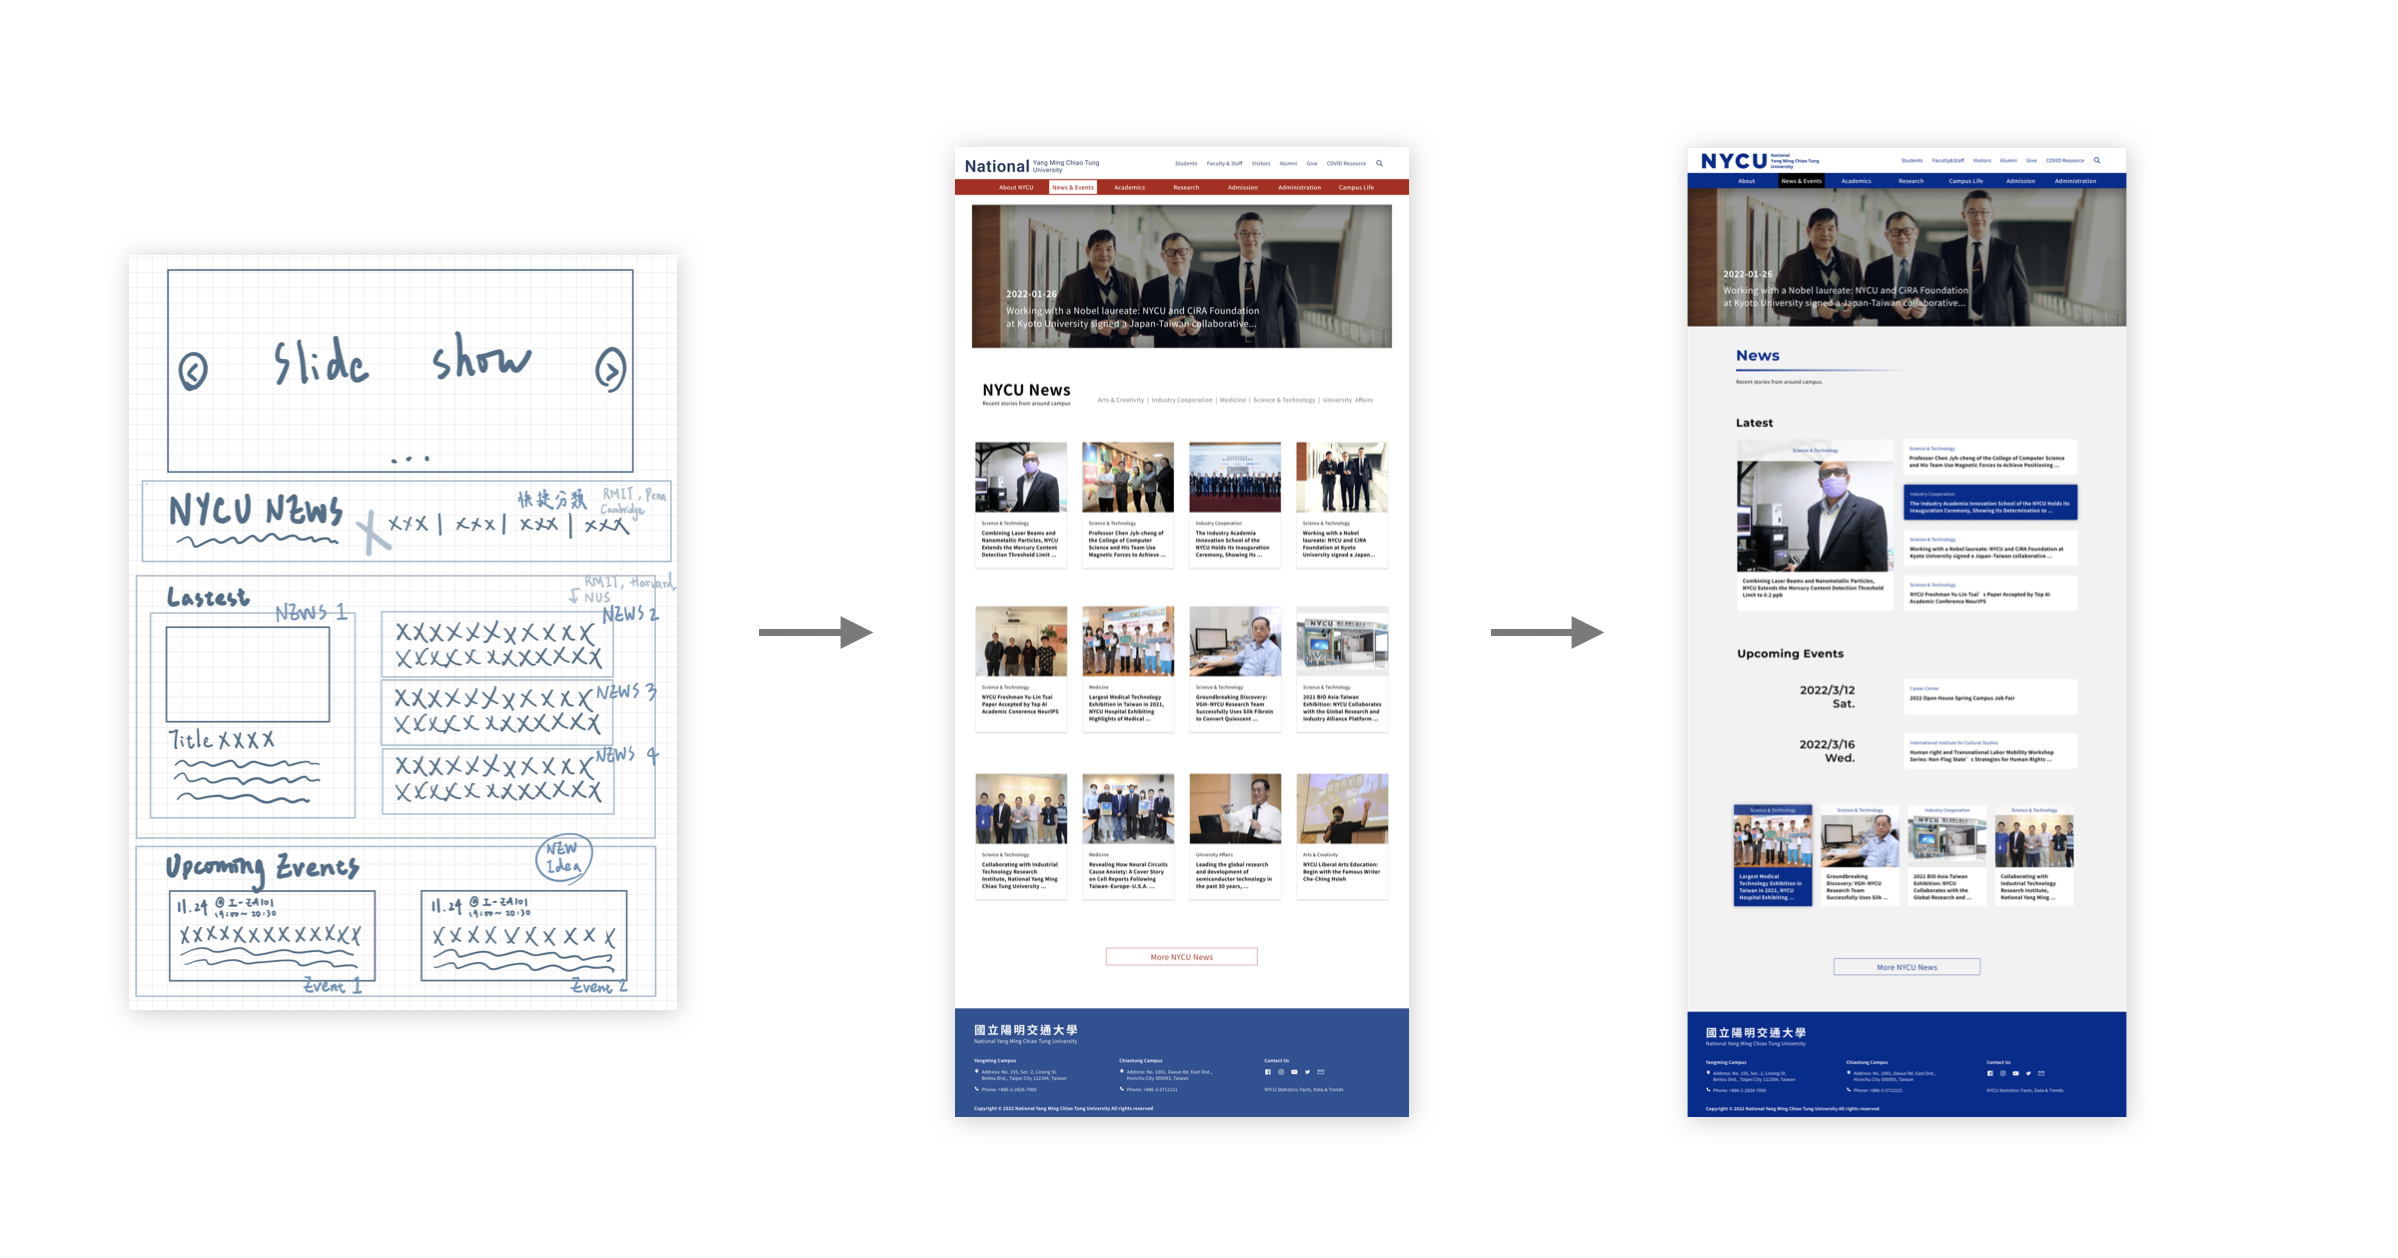 slide show
...
NYCU NEWS
快捷分類
RMIT, Penn
Cambridge
X xxx | xxx | xxx | xxx
RMIT, Harvard
NUS
Lastest
NEWS 1
NEWS 2
XXXXXXXXXXX
XXXXXXXXXXXX
NEWS 3
XXXXXXXXXXX
XXXXXXXXXXXX
NEWS 4
XXXXXXXXXXX
XXXXXXXXXXXX
Title XXXX
NEW
Idea
Upcoming Events
11.24 @ I-ZA101
19:00~20:30
XXXXXXXXXXXX
Event 1
11.24 @ I-ZA101
19:00~20:30
XXXXXXXXXX
Event 2
National Yang Ming Chiao Tung
University
Students Faculty & Staff Visitors Alumni Give COVID Resource
About NYCU News & Events Academics Research Admission Administration Campus Life
2022-01-26
Working with a Nobel laureate: NYCU and CiRA Foundation
at Kyoto University signed a Japan-Taiwan collaborative...
NYCU News
Recent stories from around campus
Arts & Creativity | Industry Cooperation | Medicine | Science & Technology | University Affairs
Science & Technology
Combining Laser Beams and
Nanometallic Particles, NYCU
Extends the Mercury Content
Detection Threshold Limit ...
Science & Technology
Professor Chen Jyh-cheng of
the College of Computer
Science and His Team Use
Magnetic Forces to Achieve ...
Industry Cooperation
The Industry Academia
Innovation School of the
NYCU Holds Its Inauguration
Ceremony, Showing Its ...
Science & Technology
Working with a Nobel
laureate: NYCU and CiRA
Foundation at Kyoto
University signed a Japan...
NYCU
Science & Technology
NYCU Freshman Yu-Lin Tsai
Paper Accepted by Top AI
Academic Conerence NeurIPS
Medicine
Largest Medical Technology
Exhibition in Taiwan in 2021,
NYCU Hospital Exhibiting
Highlights of Medical ...
Science & Technology
Groundbreaking Discovery:
VGH-NYCU Research Team
Successfully Uses Silk Fibroin
to Convert Quiescent ...
Science & Technology
2021 BIO Asia-Taiwan
Exhibition: NYCU Collaborates
with the Global Research and
Industry Alliance Platform ...
Science & Technology
Collaborating with Industrial
Technology Research
Institute, National Yang Ming
Chiao Tung University ...
Medicine
Revealing How Neural Circuits
Cause Anxiety: A Cover Story
on Cell Reports Following
Taiwan-Europe-U.S.A. ...
University Affairs
Leading the global research
and development of
semiconductor technology in
the past 50 years, ...
Arts & Creativity
NYCU Liberal Arts Education:
Begin with the Famous Writer
Che-Ching Hsieh
More NYCU News
國立陽明交通大學
National Yang Ming Chiao Tung University
Yangming Campus
Address: No. 155, Sec. 2, Linong St.
Beitou Dist., Taipei City 112304, Taiwan
Phone: +886-2-2826-7000
Chiaotung Campus
Address: No. 1001, Daxue Rd. East Dist.,
Hsinchu City 300093, Taiwan
Phone: +886-3-5712121
Contact Us
NYCU Statistics: Facts, Data & Trends
Copyright © 2022 National Yang Ming Chiao Tung University All rights reserved
NYCU National
Yang Ming Chiao Tung
University
Students Faculty&Staff Visitors Alumni Give COVID Resource
About News & Events Academics Research Campus Life Admission Administration
2022-01-26
Working with a Nobel laureate: NYCU and CiRA Foundation
at Kyoto University signed a Japan-Taiwan collaborative...
News
Recent stories from around campus.
Latest
Science & Technology
Combining Laser Beams and Nanometallic Particles,
NYCU Extends the Mercury Content Detection Threshold
Limit to 0.2 ppb
Science & Technology
Professor Chen Jyh-cheng of the College of Computer Science
and His Team Use Magnetic Forces to Achieve Positioning ...
Industry Cooperation
The Industry Academia Innovation School of the NYCU Holds Its
Inauguration Ceremony, Showing Its Determination to ...
Science & Technology
Working with a Nobel laureate: NYCU and CiRA Foundation at
Kyoto University signed a Japan-Taiwan collaborative ...
Science & Technology
NYCU Freshman Yu-Lin Tsai's Paper Accepted by Top AI
Academic Conference NeurIPS
Upcoming Events
2022/3/12
Sat.
Career Center
2022 Open House Spring Campus Job Fair
2022/3/16
Wed.
International Institute for Cultural Studies
Human right and Transnational Labor Mobility Workshop
Series: Non-Flag State's Strategies for Human Rights ...
Science & Technology
Largest Medical
Technology Exhibition in
Taiwan in 2021, NYCU
Hospital Exhibiting ...
Science & Technology
Groundbreaking
Discovery: VGH-NYCU
Research Team
Successfully Uses Silk ...
Industry Cooperation
NYCU
2021 BIO Asia-Taiwan
Exhibition: NYCU
Collaborates with the
Global Research and ...
Science & Technology
Collaborating with
Industrial Technology
Research Institute,
National Yang Ming ...
More NYCU News
國立陽明交通大學
National Yang Ming Chiao Tung University
Yangming Campus
Address: No. 155, Sec. 2, Linong St.
Beitou Dist., Taipei City 112304, Taiwan
Phone: +886-2-2826-7000
Chiaotung Campus
Address: No. 1001, Daxue Rd. East Dist.,
Hsinchu City 300093, Taiwan
Phone: +886-3-5712121
Contact Us
NYCU Statistics: Facts, Data & Trends
Copyright © 2022 National Yang Ming Chiao Tung University All rights reserved